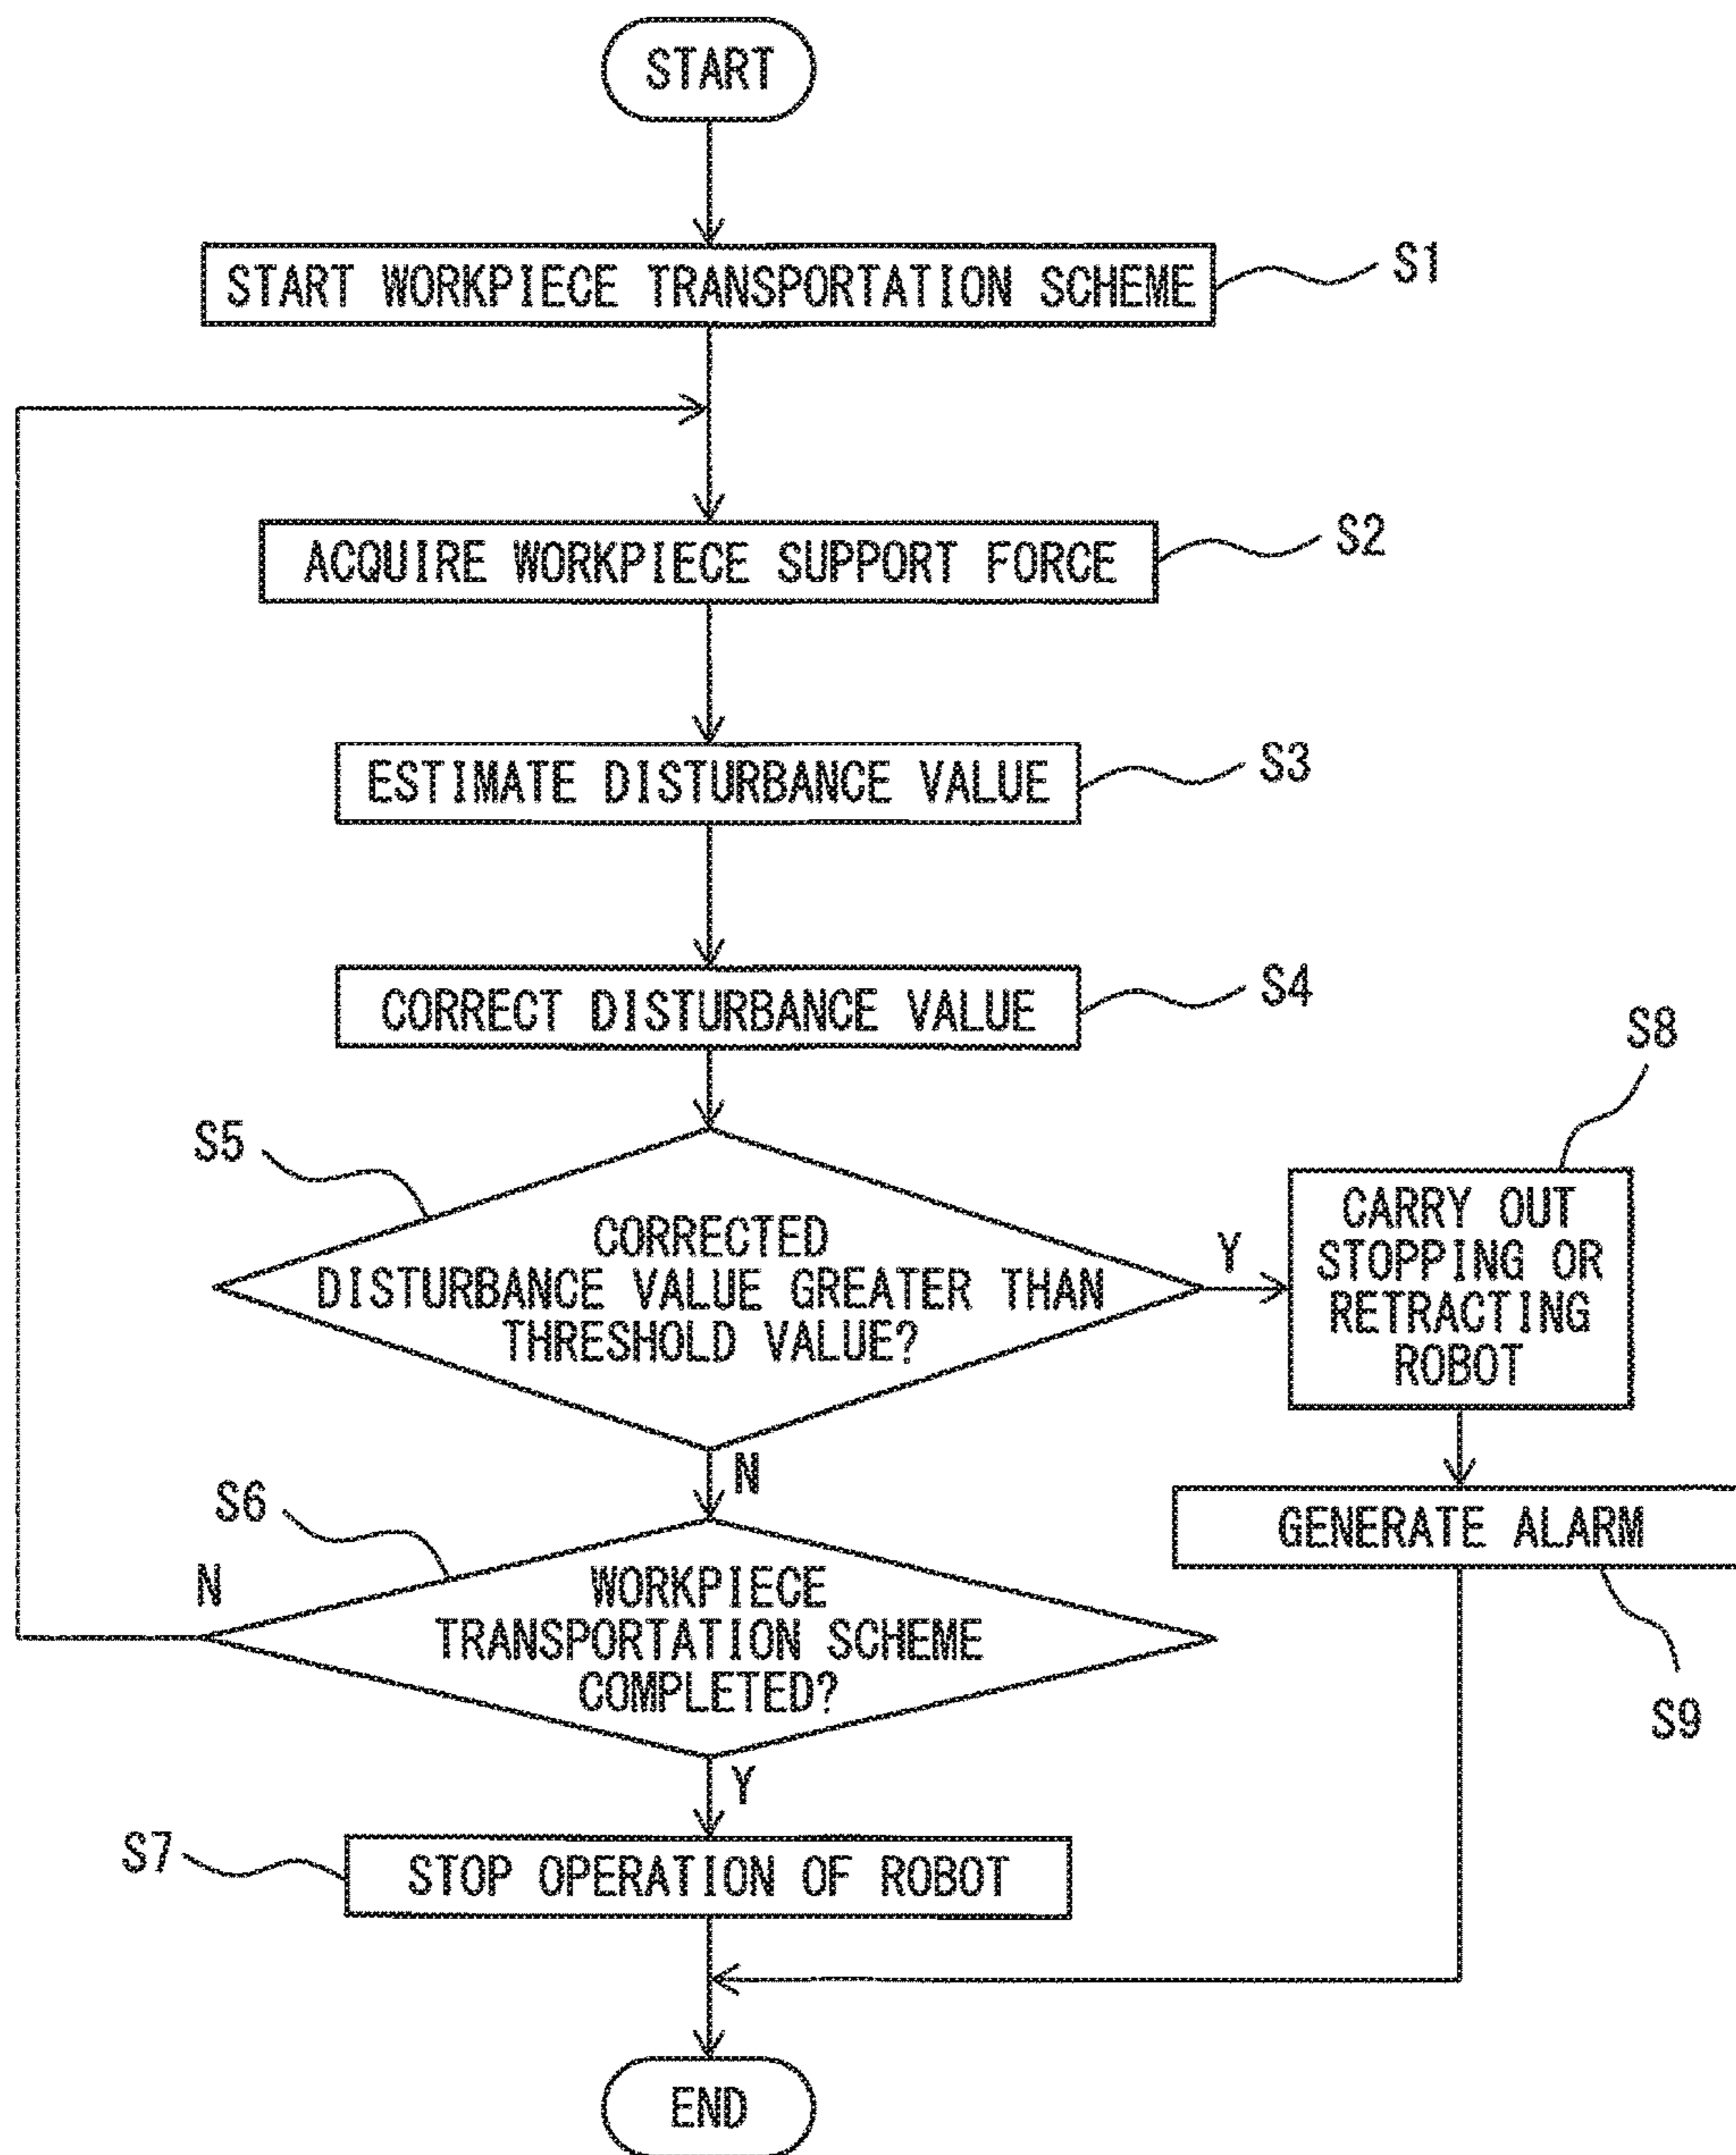 START
START WORKPIECE TRANSPORTATION SCHEME
S1
ACQUIRE WORKPIECE SUPPORT FORCE
S2
ESTIMATE DISTURBANCE VALUE
S3
CORRECT DISTURBANCE VALUE
S4
S5
CORRECTED
DISTURBANCE VALUE GREATER THAN
THRESHOLD VALUE?
Y
N
S8
CARRY OUT
STOPPING OR
RETRACTING
ROBOT
GENERATE ALARM
S9
S6
N
WORKPIECE
TRANSPORTATION SCHEME
COMPLETED?
Y
S7
STOP OPERATION OF ROBOT
END